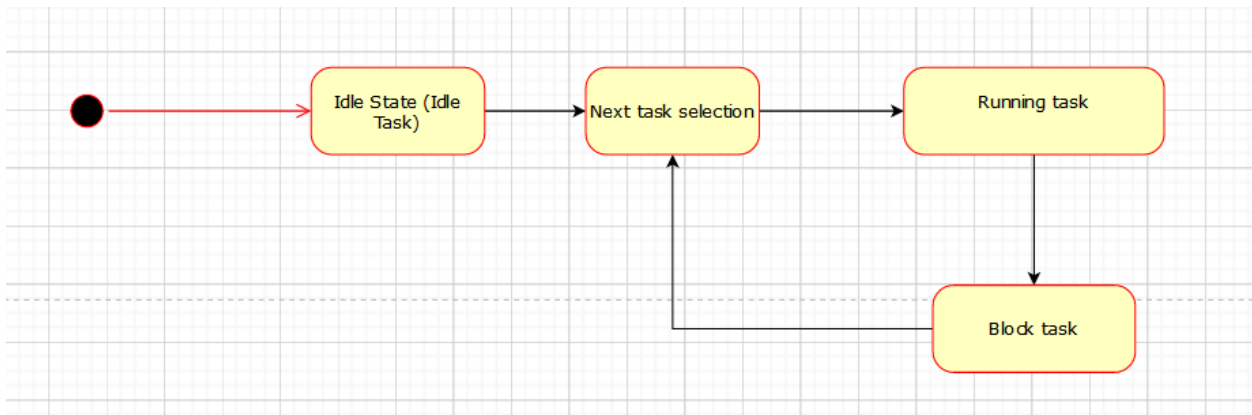 Idle State (Idle
Task)
Next task selection
Running task
Block task